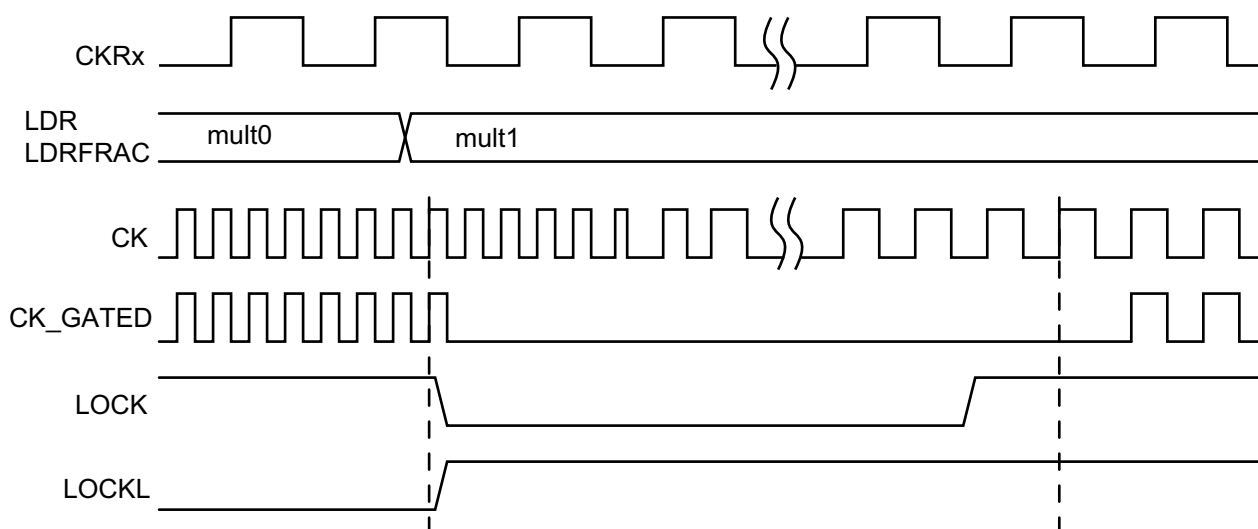 CKRx
LDR
LDRFRAC
mult0
mult1
CK
CK_GATED
LOCK
LOCKL